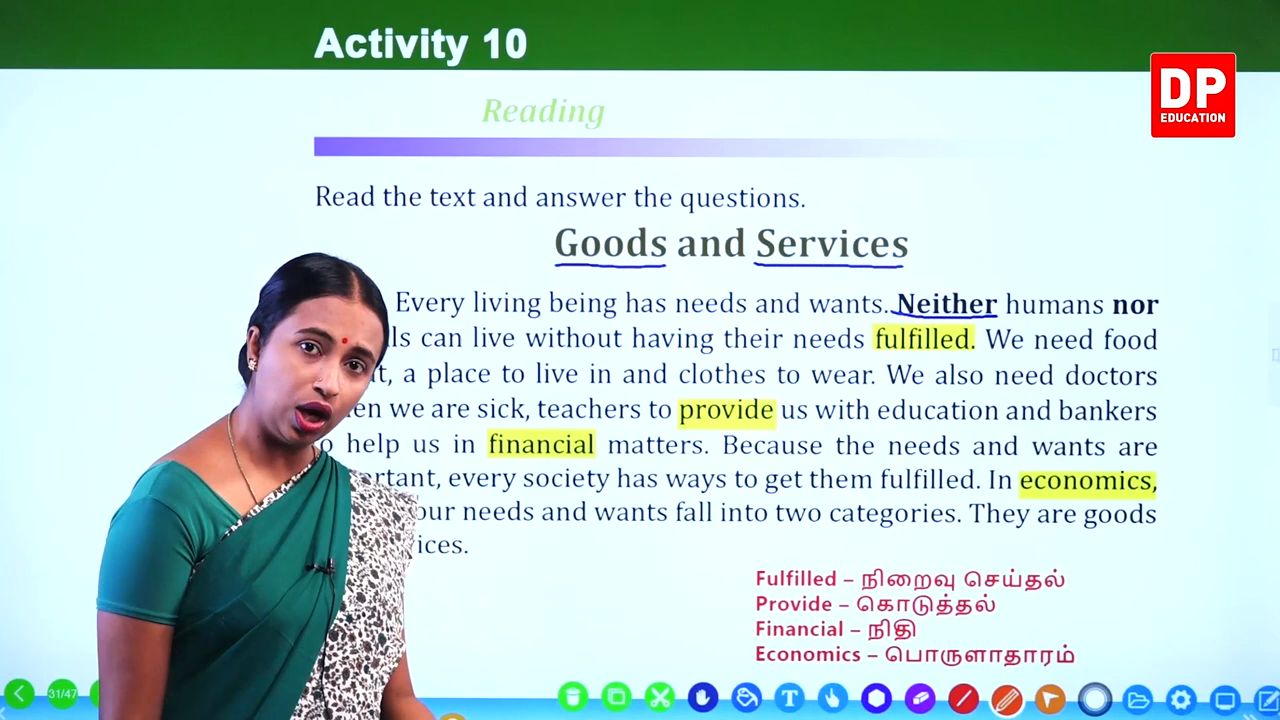 Activity 10
DP
EDUCATION
Reading
Read the text and answer the questions.
Goods and Services
Every living being has needs and wants. Neither humans nor
can live without having their needs fulfilled. We need food
a place to live in and clothes to wear. We also need doctors
we are sick, teachers to provide us with education and bankers
help us in financial matters. Because the needs and wants are
every society has ways to get them fulfilled. In economics,
our needs and wants fall into two categories. They are goods
Fulfilled – நிறைவு செய்தல்
Provide – கொடுத்தல்
Financial – நிதி
Economics – பொருளாதாரம்
31/47